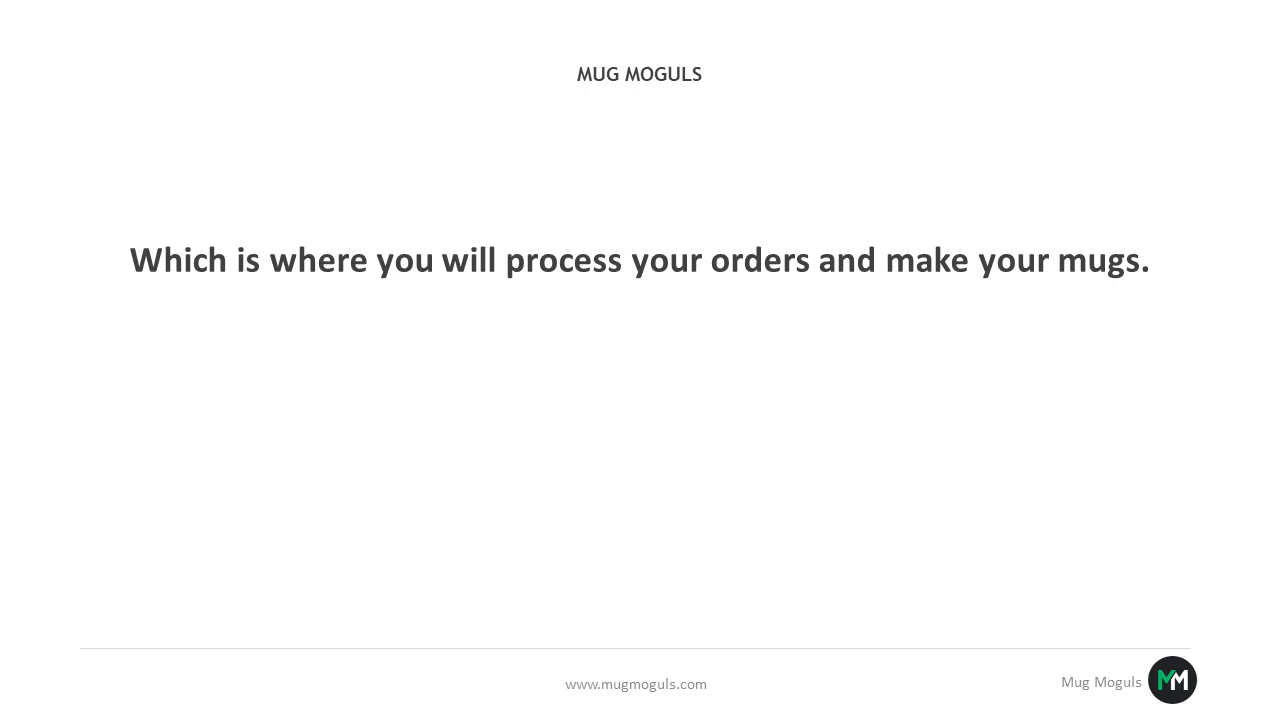 MUG MOGULS
Which is where you will process your orders and make your mugs.
www.mugmoguls.com
Mug Moguls
MM